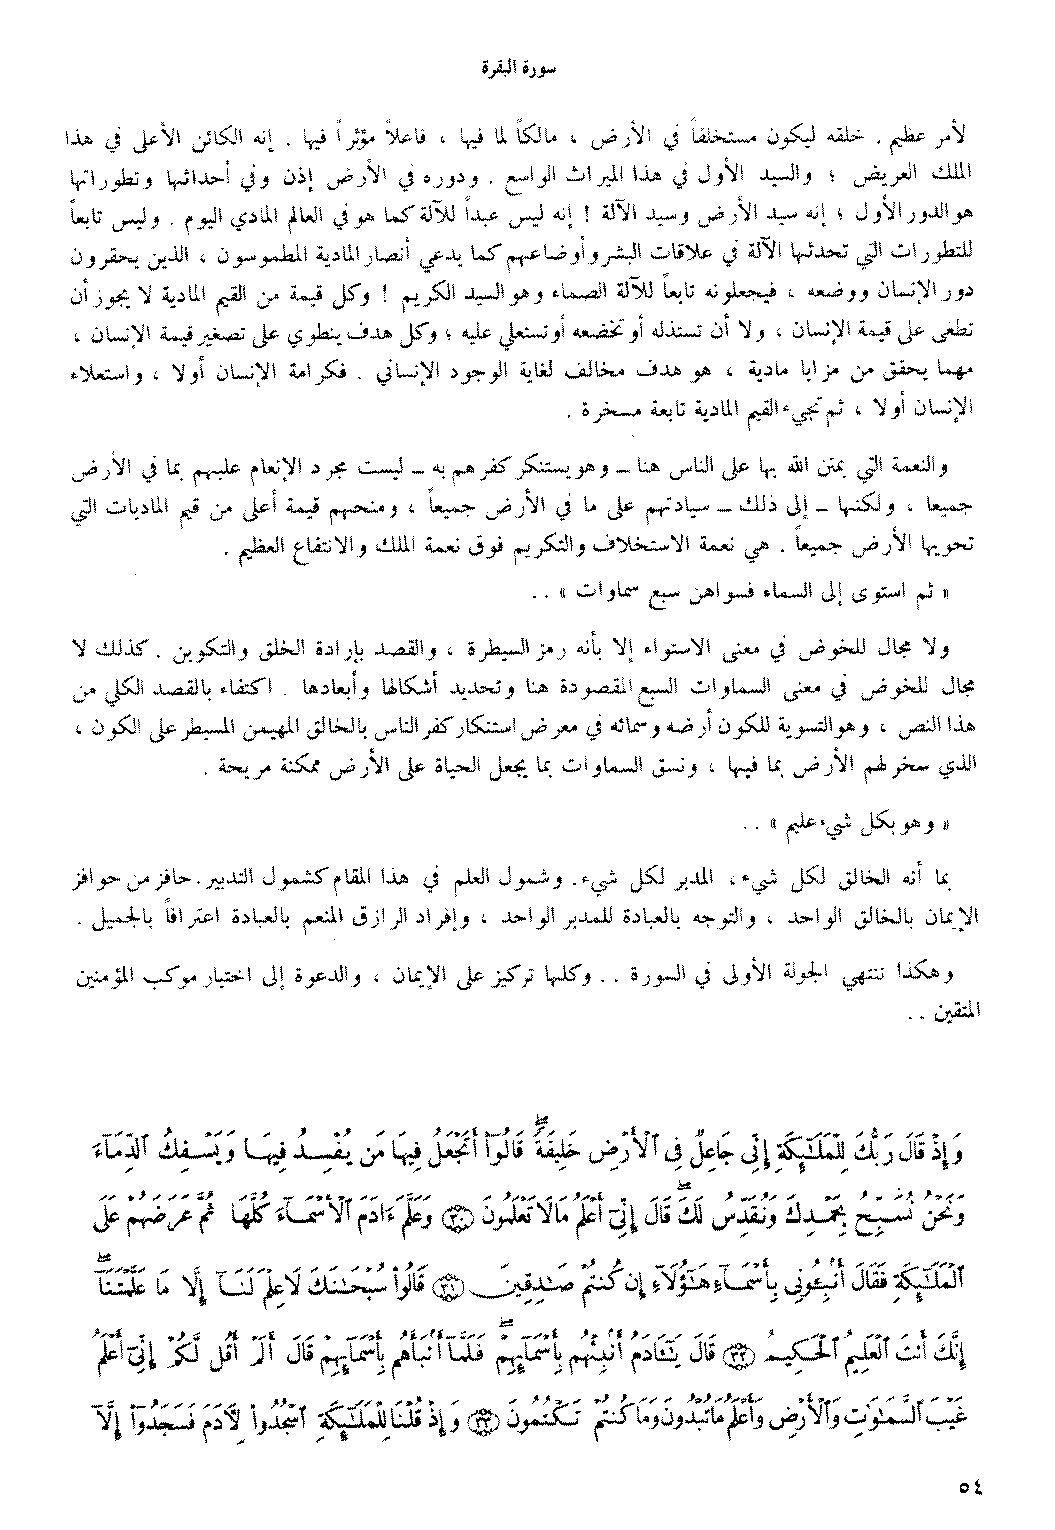 سورة البقرة
لأمر عظيم . خلقه ليكون مستخلفاً في الأرض ، مالكاً لما فيها ، فاعلاً مؤثراً فيها . إنه الكائن الأعلى في هذا
الملك العريض ؛ والسيد الأول في هذا الميراث الواسع . ودوره في الأرض إذن وفي أحداثها وتطوراتها
هو الدور الأول ؛ إنه سيد الأرض وسيد الآلة ! إنه ليس عبداً للآلة كما هو في العالم المادي اليوم . وليس تابعاً
للتطورات التي تحدثها الآلة في علاقات البشر وأوضاعهم كما يدعي أنصار المادية المطموسون ، الذين يحقرون
دور الإنسان ووضعه ، فيجعلونه تابعاً للآلة الصماء وهو السيد الكريم ! وكل قيمة من القيم المادية لا يجوز أن
تطغى على قيمة الإنسان ، ولا أن تستذله أو تخضعه أو تستعلي عليه ؛ وكل هدف ينطوي على تصغير قيمة الإنسان ،
مهما يحقق من مزايا مادية ، هو هدف مخالف لغاية الوجود الإنساني . فكرامة الإنسان أولا ، واستعلاء
الإنسان أولا ، ثم تجيء القيم المادية تابعة مسخرة .
والنعمة التي يمتن الله بها على الناس هنا – وهو يستنكر كفرهم به – ليست مجرد الإنعام عليهم بما في الأرض
جميعا ، ولكنها – إلى ذلك – سيادتهم على ما في الأرض جميعاً ، ومنحهم قيمة أعلى من قيم الماديات التي
تحويها الأرض جميعاً . هي نعمة الاستخلاف والتكريم فوق نعمة الملك والانتفاع العظيم .
« ثم استوى إلى السماء فسواهن سبع سماوات » . .
ولا مجال للخوض في معنى الاستواء إلا بأنه رمز السيطرة ، والقصد بإرادة الخلق والتكوين . كذلك لا
مجال للخوض في معنى السماوات السبع المقصودة هنا وتحديد أشكالها وأبعادها . اكتفاء بالقصد الكلي من
هذا النص ، وهو التسوية للكون أرضه وسمائه في معرض استنكار كفر الناس بالخالق المهيمن المسيطر على الكون ،
الذي سخر لهم الأرض بما فيها ، ونسق السماوات بما يجعل الحياة على الأرض ممكنة مريحة .
« وهو بكل شيء عليم » . .
بما أنه الخالق لكل شيء ، المدبر لكل شيء . وشمول العلم في هذا المقام كشمول التدبير . حافز من حوافز
الإيمان بالخالق الواحد ، والتوجه بالعبادة للمدبر الواحد ، وإفراد الرازق المنعم بالعبادة اعترافاً بالجميل .
وهكذا تنتهي الجولة الأولى في السورة . . وكلها تركيز على الإيمان ، والدعوة إلى اختيار موكب المؤمنين
المتقين . .
وَإِذْ قَالَ رَبُّكَ لِلْمَلَٰٓئِكَةِ إِنِّى جَاعِلٌ فِى ٱلْأَرْضِ خَلِيفَةً ۖ قَالُوٓا۟ أَتَجْعَلُ فِيهَا مَن يُفْسِدُ فِيهَا وَيَسْفِكُ ٱلدِّمَآءَ
وَنَحْنُ نُسَبِّحُ بِحَمْدِكَ وَنُقَدِّسُ لَكَ ۖ قَالَ إِنِّىٓ أَعْلَمُ مَا لَا تَعْلَمُونَ ﴿٣٠﴾ وَعَلَّمَ ءَادَمَ ٱلْأَسْمَآءَ كُلَّهَا ثُمَّ عَرَضَهُمْ عَلَى
ٱلْمَلَٰٓئِكَةِ فَقَالَ أَنۢبِـُٔونِى بِأَسْمَآءِ هَٰٓؤُلَآءِ إِن كُنتُمْ صَٰدِقِينَ ﴿٣١﴾ قَالُوا۟ سُبْحَٰنَكَ لَا عِلْمَ لَنَآ إِلَّا مَا عَلَّمْتَنَآ ۖ
إِنَّكَ أَنتَ ٱلْعَلِيمُ ٱلْحَكِيمُ ﴿٣٢﴾ قَالَ يَٰٓـَٔادَمُ أَنۢبِئْهُم بِأَسْمَآئِهِمْ ۖ فَلَمَّآ أَنۢبَأَهُم بِأَسْمَآئِهِمْ قَالَ أَلَمْ أَقُل لَّكُمْ إِنِّىٓ أَعْلَمُ
غَيْبَ ٱلسَّمَٰوَٰتِ وَٱلْأَرْضِ وَأَعْلَمُ مَا تُبْدُونَ وَمَا كُنتُمْ تَكْتُمُونَ ﴿٣٣﴾ وَإِذْ قُلْنَا لِلْمَلَٰٓئِكَةِ ٱسْجُدُوا۟ لِـَٔادَمَ فَسَجَدُوٓا۟ إِلَّآ
٥٤